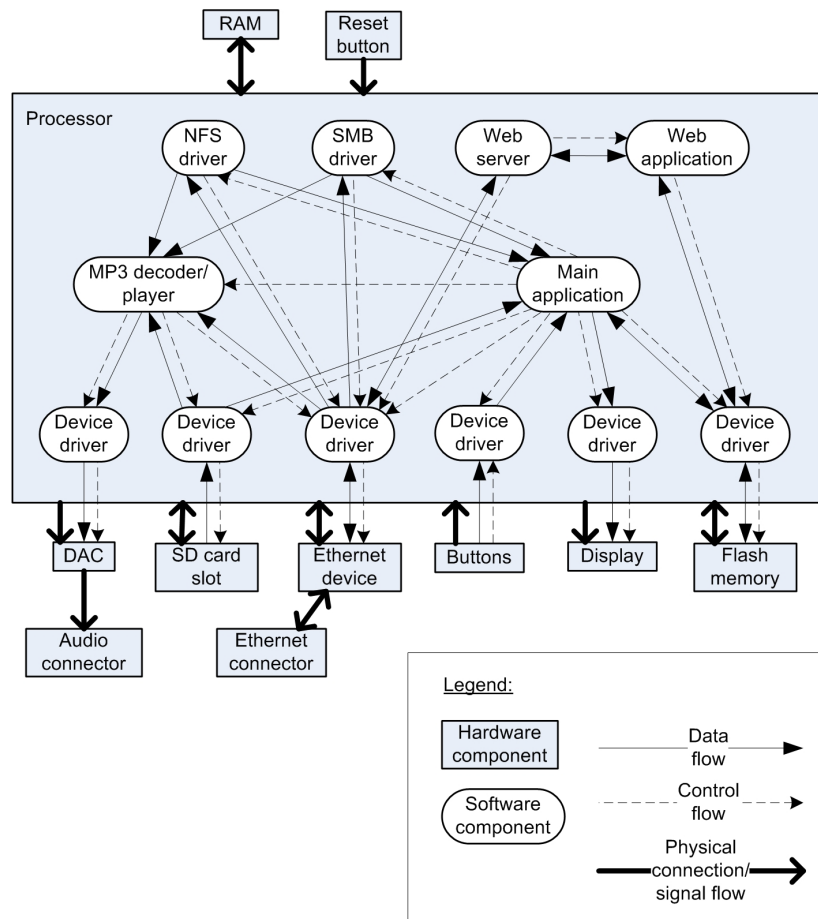 RAM
Reset
button
Processor
NFS
driver
SMB
driver
Web
server
Web
application
MP3 decoder/
player
Main
application
Device
driver
Device
driver
Device
driver
Device
driver
Device
driver
Device
driver
DAC
SD card
slot
Ethernet
device
Buttons
Display
Flash
memory
Audio
connector
Ethernet
connector
Legend:
Hardware
component
Data
flow
Software
component
Control
flow
Physical
connection/
signal flow